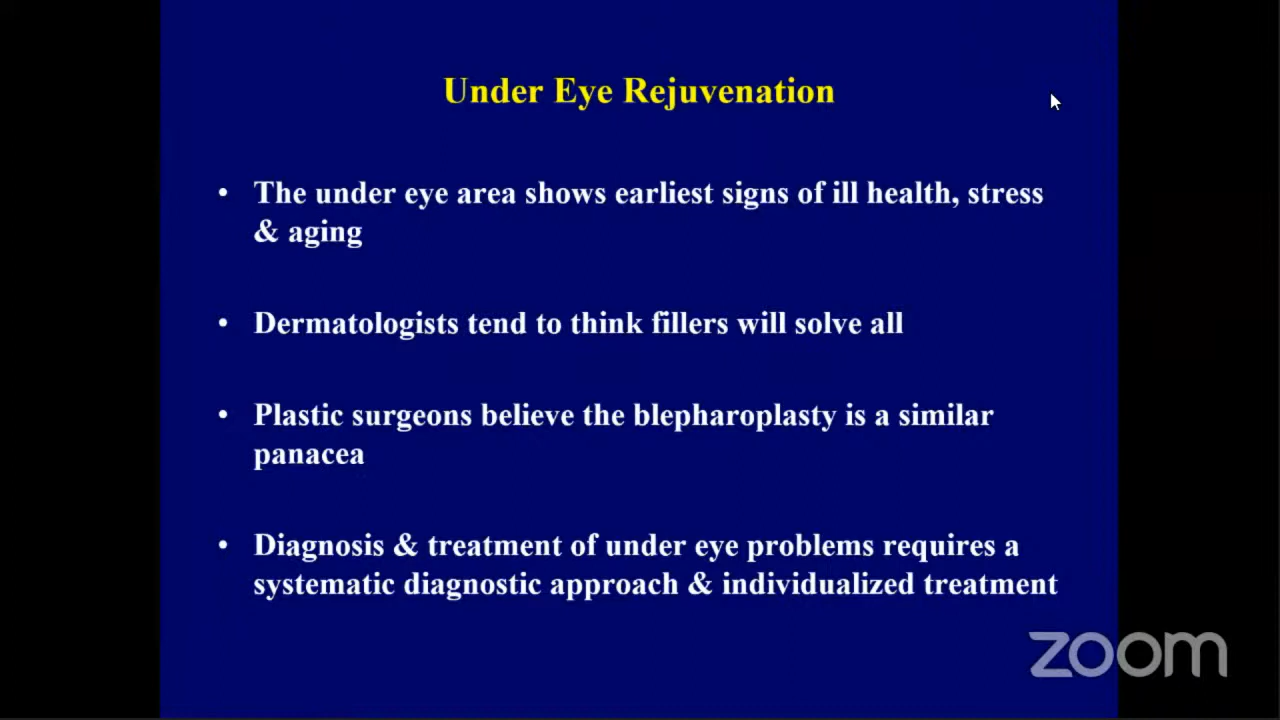 Under Eye Rejuvenation
• The under eye area shows earliest signs of ill health, stress
& aging
• Dermatologists tend to think fillers will solve all
• Plastic surgeons believe the blepharoplasty is a similar
panacea
• Diagnosis & treatment of under eye problems requires a
systematic diagnostic approach & individualized treatment
zoom